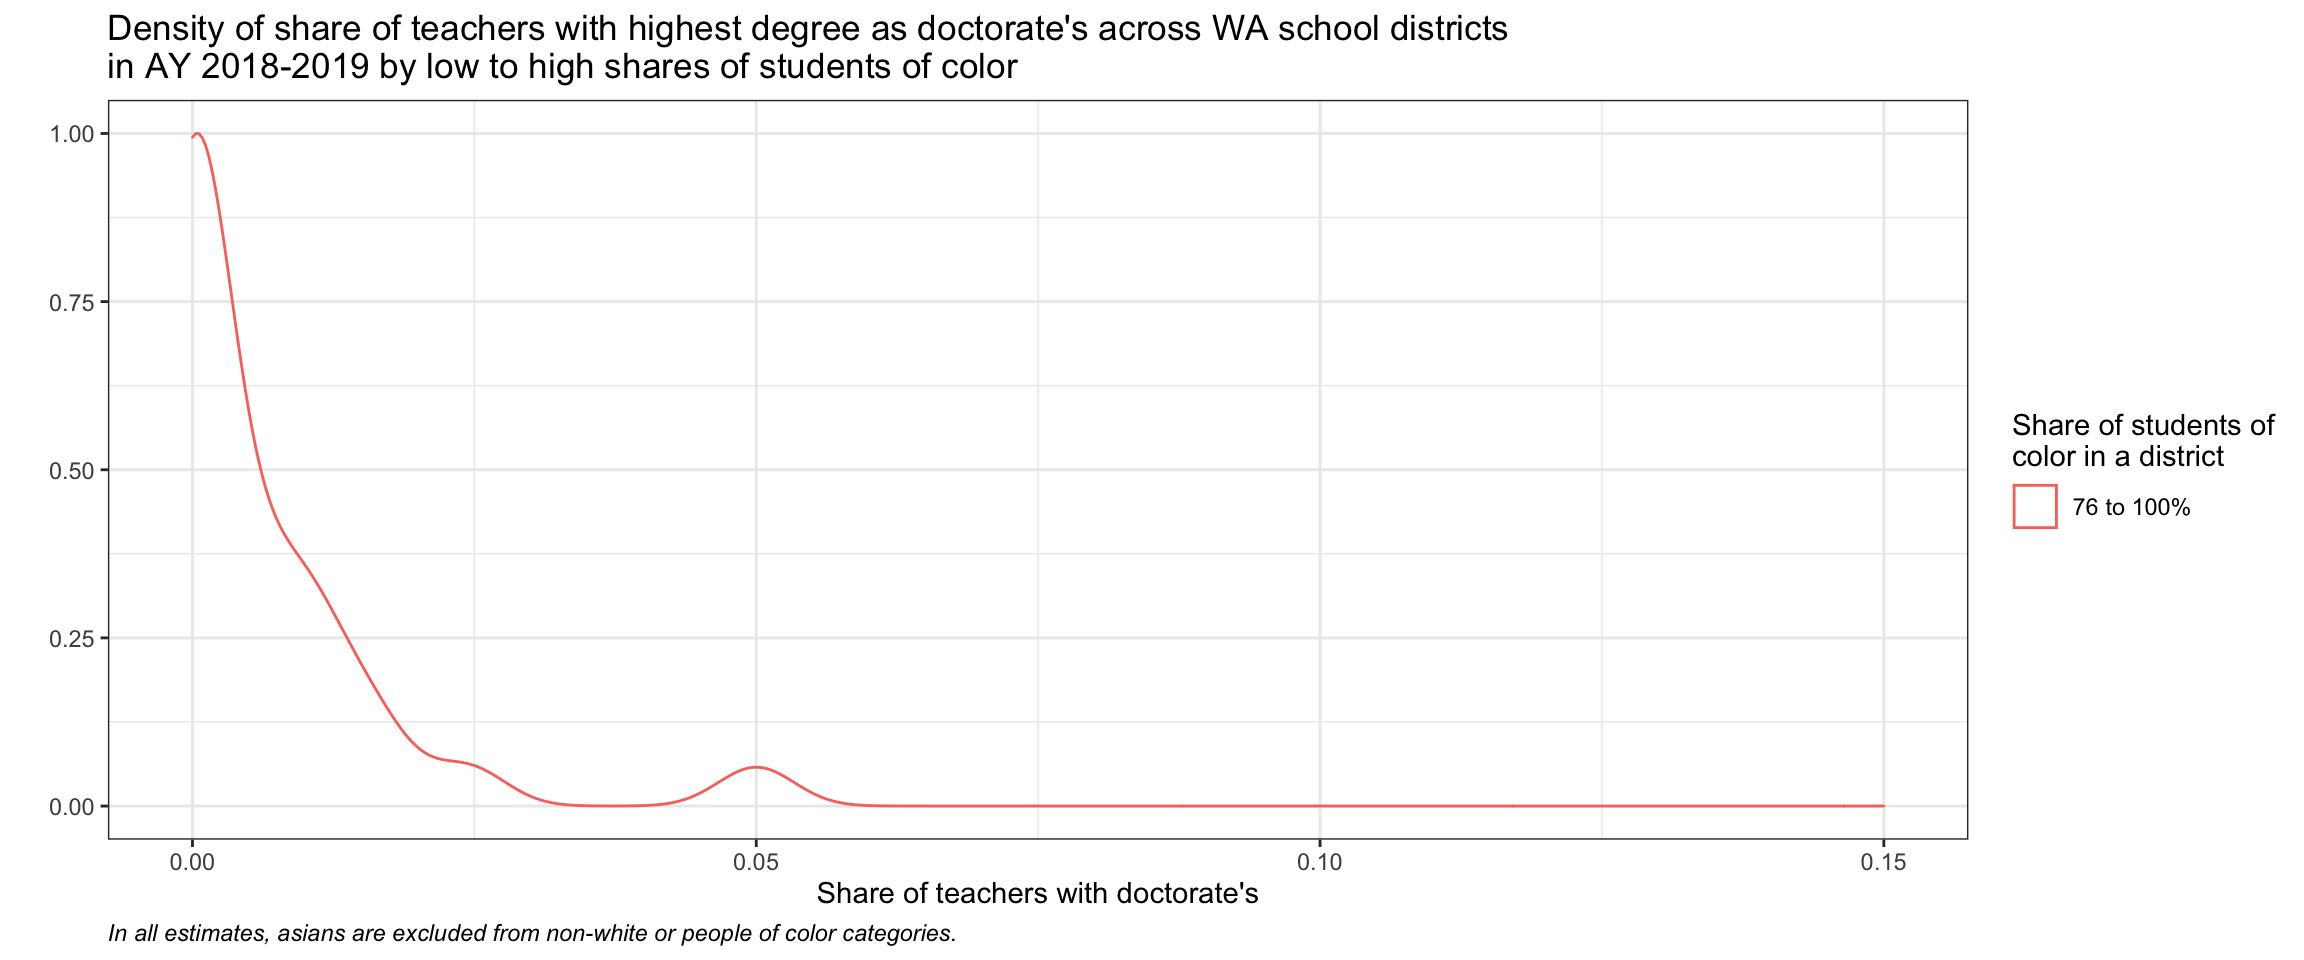 Density of share of teachers with highest degree as doctorate's across WA school districts
in AY 2018-2019 by low to high shares of students of color
1.00
0.75
0.50
0.25
0.00
0.00
0.05
0.10
0.15
Share of teachers with doctorate's
In all estimates, asians are excluded from non-white or people of color categories.
Share of students of
color in a district
76 to 100%